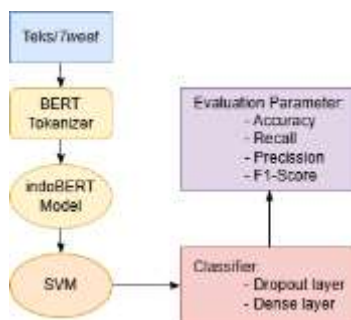 Teks/Tweet
BERT
Tokenizer
indoBERT
Model
SVM
Evaluation Parameter:
- Accuracy
- Recall
- Precission
- F1-Score
Classifier:
- Dropout layer
- Dense layer